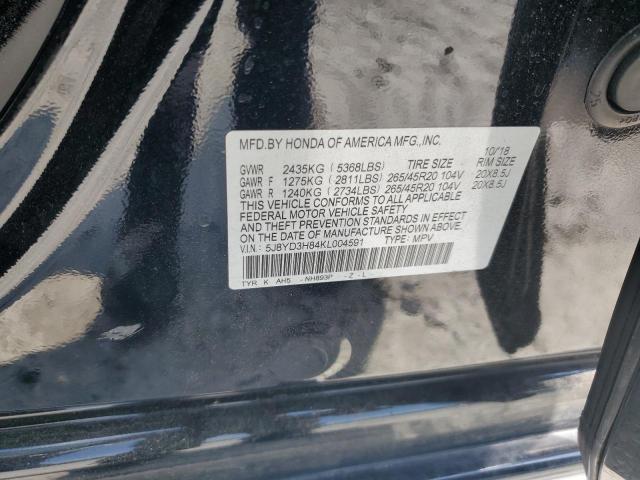 MFD.BY HONDA OF AMERICA MFG.,INC. 10/18
GVWR 2435KG (5368LBS) TIRE SIZE RIM SIZE
GAWR F 1275KG (2811LBS) 265/45R20 104V 20X8.5J
GAWR R 1240KG (2734LBS) 265/45R20 104V 20X8.5J
THIS VEHICLE CONFORMS TO ALL APPLICABLE
FEDERAL MOTOR VEHICLE SAFETY
AND THEFT PREVENTION STANDARDS IN EFFECT
ON THE DATE OF MANUFACTURE SHOWN ABOVE.
V.I.N.: 5J8YD3H84KL004591 TYPE: MPV
TYR K AH5 -NH893P -Z-L